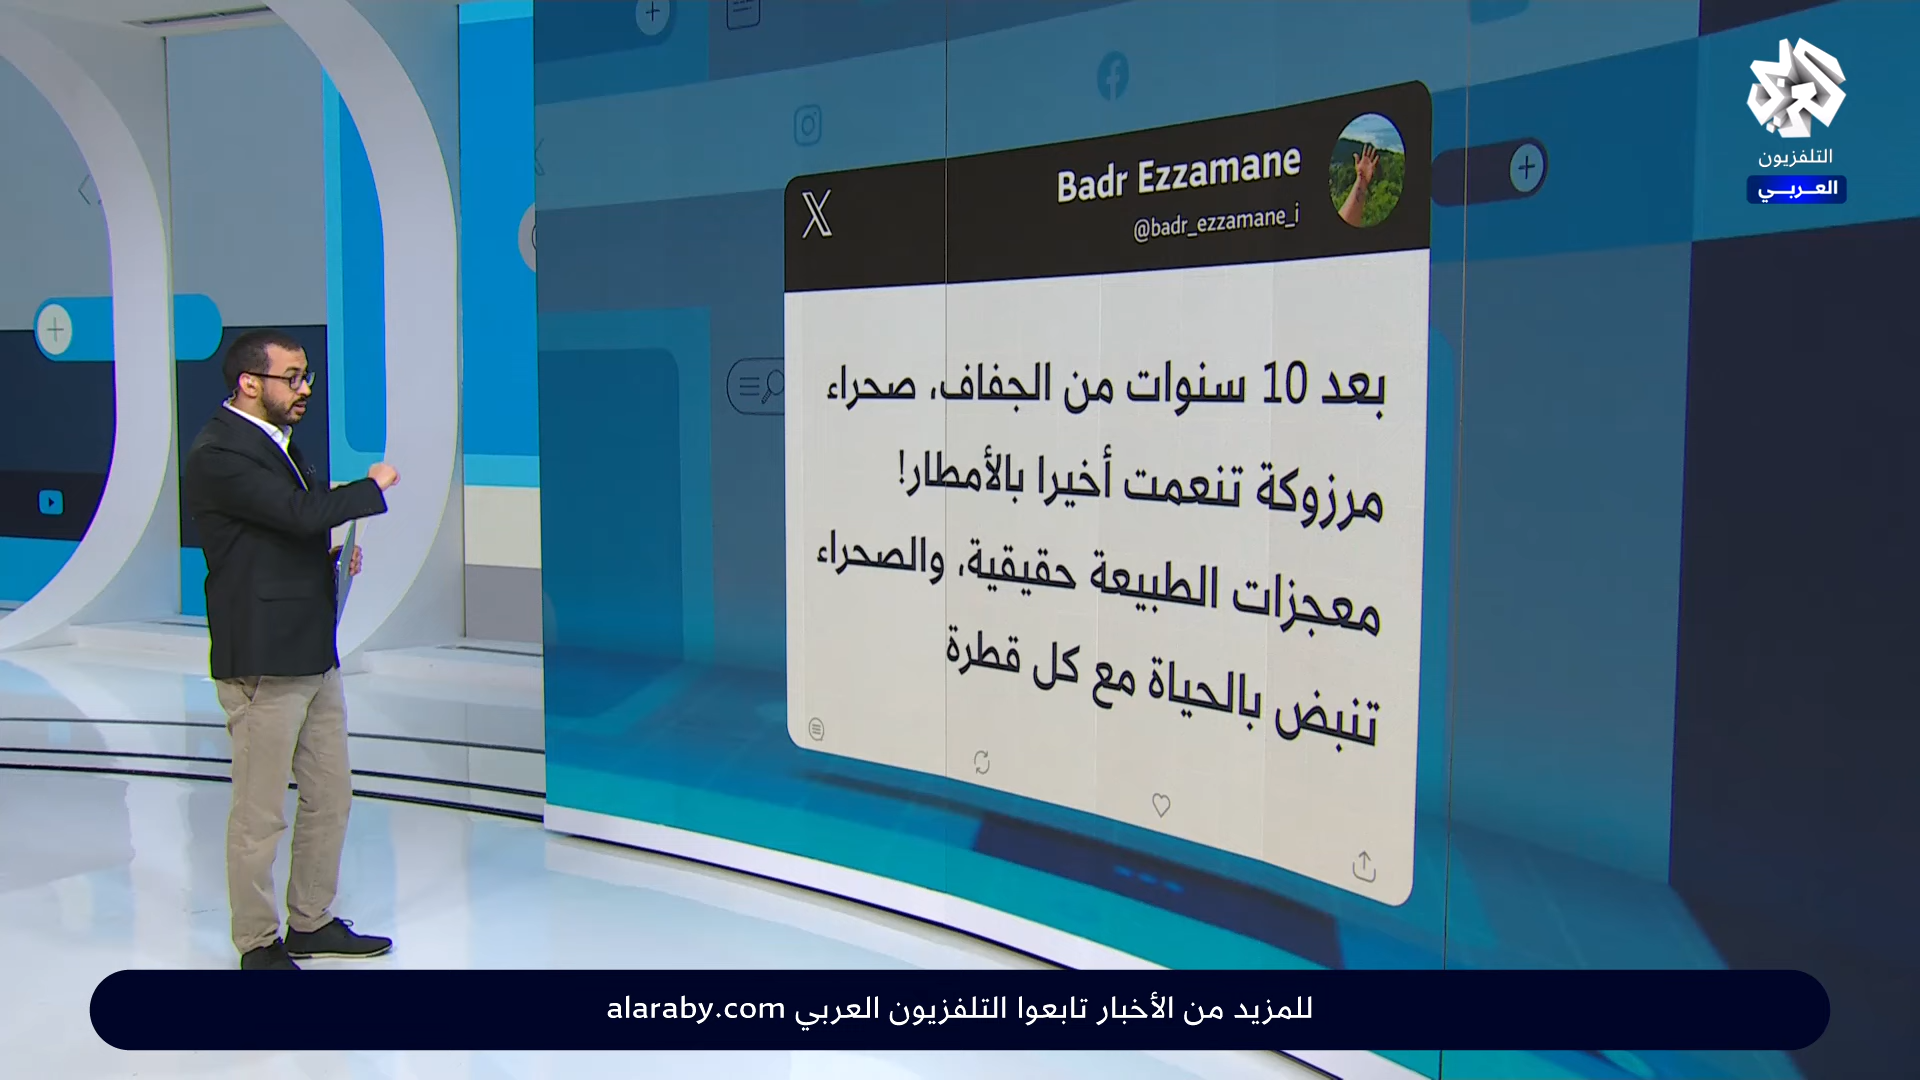 التلفزيون
العربي
Badr Ezzamane
@badr_ezzamane_i
بعد 10 سنوات من الجفاف، صحراء
مرزوكة تنعمت أخيرا بالأمطار!
معجزات الطبيعة حقيقية، والصحراء
تنبض بالحياة مع كل قطرة
للمزيد من الأخبار تابعوا التلفزيون العربي alaraby.com